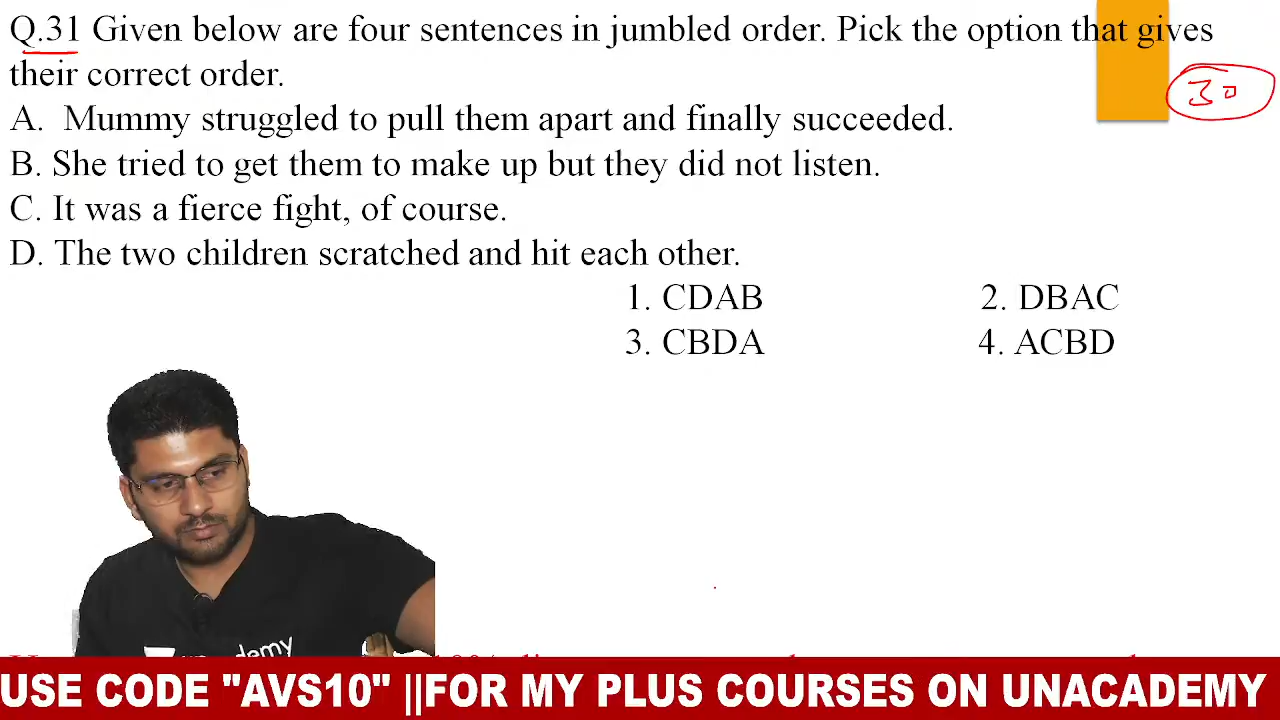 Q.31 Given below are four sentences in jumbled order. Pick the option that gives
their correct order.
30
A. Mummy struggled to pull them apart and finally succeeded.
B. She tried to get them to make up but they did not listen.
C. It was a fierce fight, of course.
D. The two children scratched and hit each other.
1. CDAB 2. DBAC
3. CBDA 4. ACBD
USE CODE "AVS10" ||FOR MY PLUS COURSES ON UNACADEMY